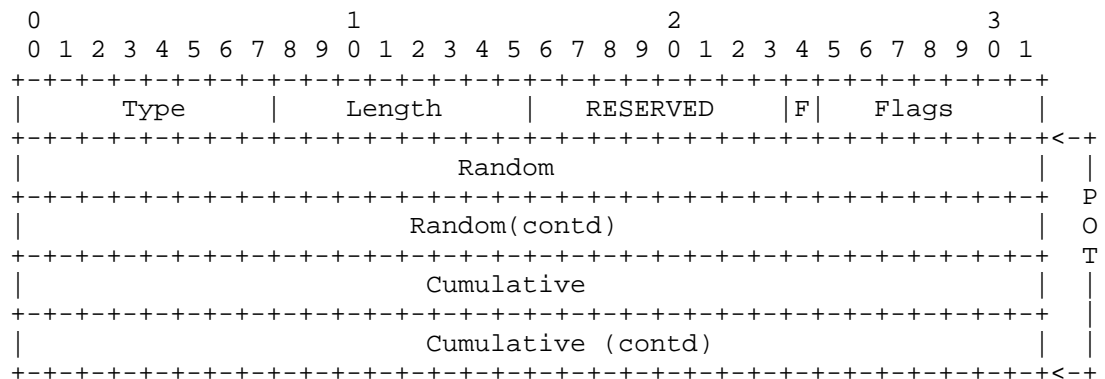 0                   1                   2                   3
 0 1 2 3 4 5 6 7 8 9 0 1 2 3 4 5 6 7 8 9 0 1 2 3 4 5 6 7 8 9 0 1
+-+-+-+-+-+-+-+-+-+-+-+-+-+-+-+-+-+-+-+-+-+-+-+-+-+-+-+-+-+-+-+-+
|      Type     |    Length     |   RESERVED    |F|   Flags     |
+-+-+-+-+-+-+-+-+-+-+-+-+-+-+-+-+-+-+-+-+-+-+-+-+-+-+-+-+-+-+-+-+<-+
|                           Random                              |  |
+-+-+-+-+-+-+-+-+-+-+-+-+-+-+-+-+-+-+-+-+-+-+-+-+-+-+-+-+-+-+-+-+  P
|                        Random(contd)                          |  O
+-+-+-+-+-+-+-+-+-+-+-+-+-+-+-+-+-+-+-+-+-+-+-+-+-+-+-+-+-+-+-+-+  T
|                         Cumulative                            |  |
+-+-+-+-+-+-+-+-+-+-+-+-+-+-+-+-+-+-+-+-+-+-+-+-+-+-+-+-+-+-+-+-+  |
|                         Cumulative (contd)                    |  |
+-+-+-+-+-+-+-+-+-+-+-+-+-+-+-+-+-+-+-+-+-+-+-+-+-+-+-+-+-+-+-+-+<-+